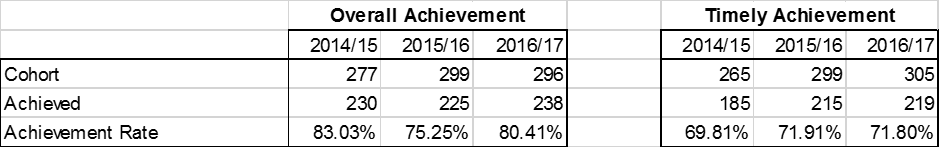 Overall Achievement Timely Achievement
2014/15 2015/16 2016/17 2014/15 2015/16 2016/17
Cohort 277 299 296 265 299 305
Achieved 230 225 238 185 215 219
Achievement Rate 83.03% 75.25% 80.41% 69.81% 71.91% 71.80%